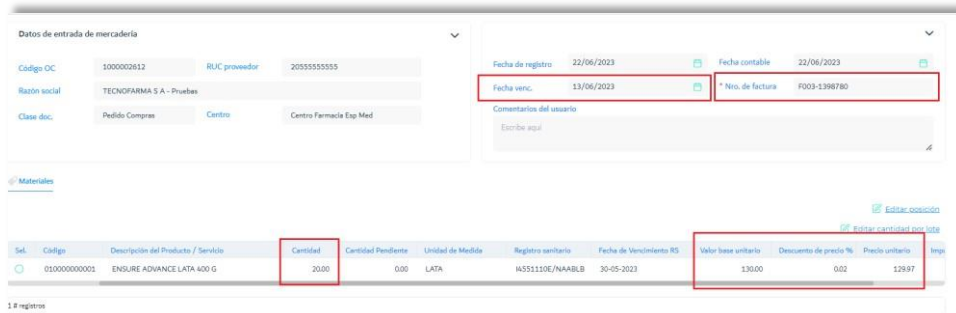 Datos de entrada de mercadería
Código OC 1000002612 RUC proveedor 20555555555
Razón social TECNOFARMA S A - Pruebas
Clase doc. Pedido Compras Centro Centro Farmacia Esp Med
Fecha de registro 22/06/2023 Fecha contable 22/06/2023
Fecha venc. 13/06/2023 * Nro. de factura F003-1398780
Comentarios del usuario
Escribe aquí
Materiales
Editar posición
Editar cantidad por lote
Sel. Código Descripción del Producto / Servicio Cantidad Cantidad Pendiente Unidad de Medida Registro sanitario Fecha de Vencimiento RS Valor base unitario Descuento de precio % Precio unitario
010000000001 ENSURE ADVANCE LATA 400 G 20.00 0.00 LATA I4551110E/NAABLB 30-05-2023 130.00 0.02 129.97
1 # registros